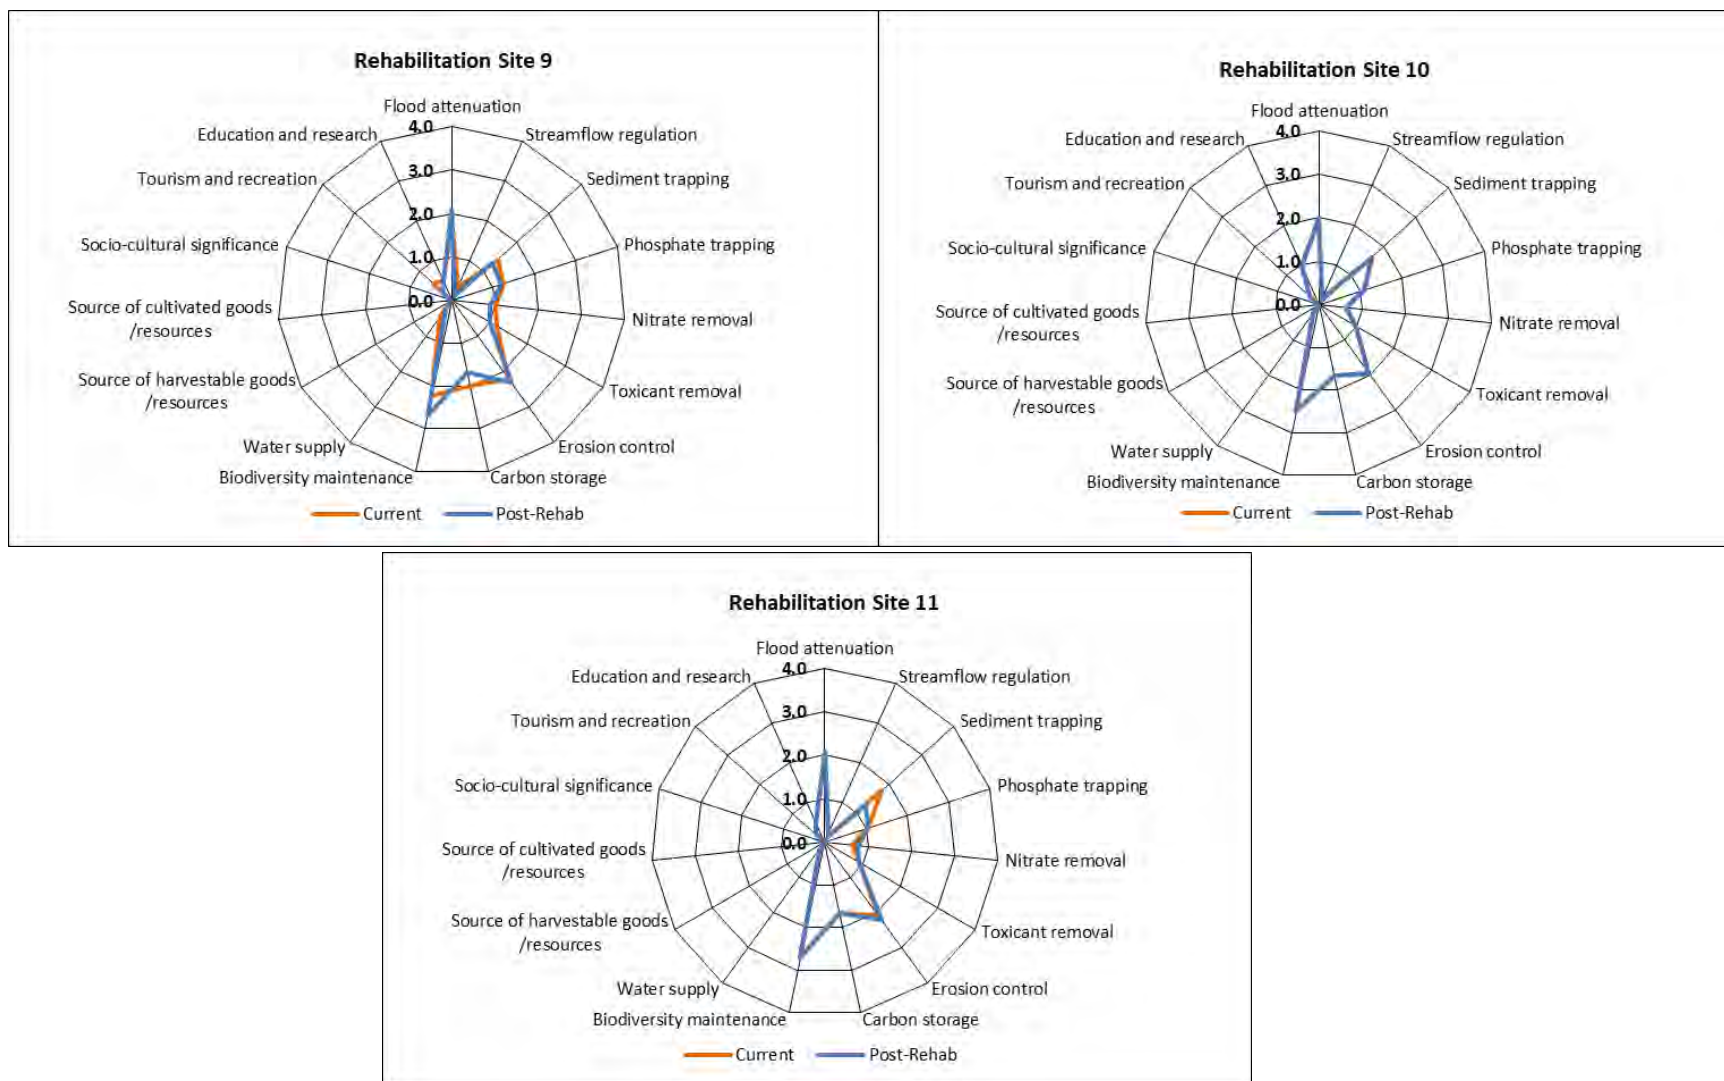 Rehabilitation Site 9
Flood attenuation
Streamflow regulation
Sediment trapping
Phosphate trapping
Nitrate removal
Toxicant removal
Erosion control
Carbon storage
Biodiversity maintenance
Water supply
Source of harvestable goods
/resources
Source of cultivated goods
/resources
Socio-cultural significance
Tourism and recreation
Education and research
4.0
3.0
2.0
1.0
0.0
Current
Post-Rehab
Rehabilitation Site 10
Flood attenuation
Streamflow regulation
Sediment trapping
Phosphate trapping
Nitrate removal
Toxicant removal
Erosion control
Carbon storage
Biodiversity maintenance
Water supply
Source of harvestable goods
/resources
Source of cultivated goods
/resources
Socio-cultural significance
Tourism and recreation
Education and research
4.0
3.0
2.0
1.0
0.0
Current
Post-Rehab
Rehabilitation Site 11
Flood attenuation
Streamflow regulation
Sediment trapping
Phosphate trapping
Nitrate removal
Toxicant removal
Erosion control
Carbon storage
Biodiversity maintenance
Water supply
Source of harvestable goods
/resources
Source of cultivated goods
/resources
Socio-cultural significance
Tourism and recreation
Education and research
4.0
3.0
2.0
1.0
0.0
Current
Post-Rehab